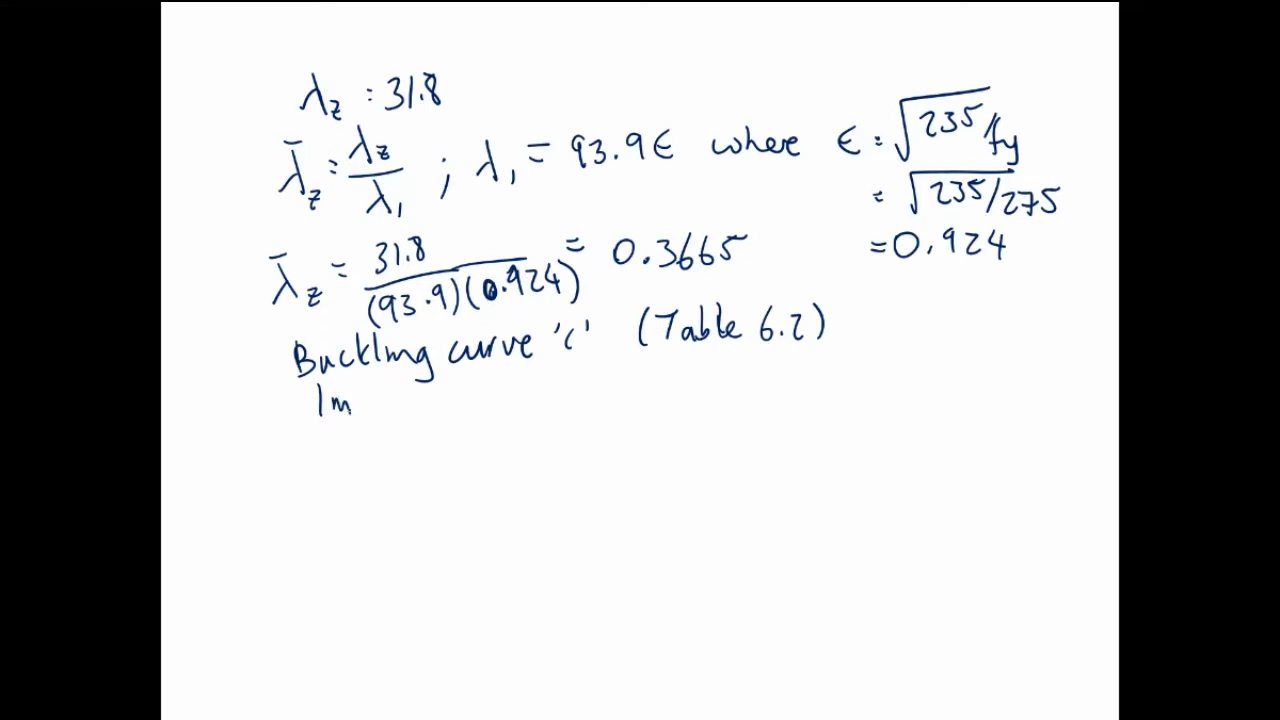 λz = 31.8
λ̄z = λz/λ1 ; λ1 = 93.9ϵ where ϵ = √235/fy
= √235/275
= 0.924
λ̄z = 31.8/(93.9)(0.924) = 0.3665
Buckling curve 'c' (Table 6.2)
Im